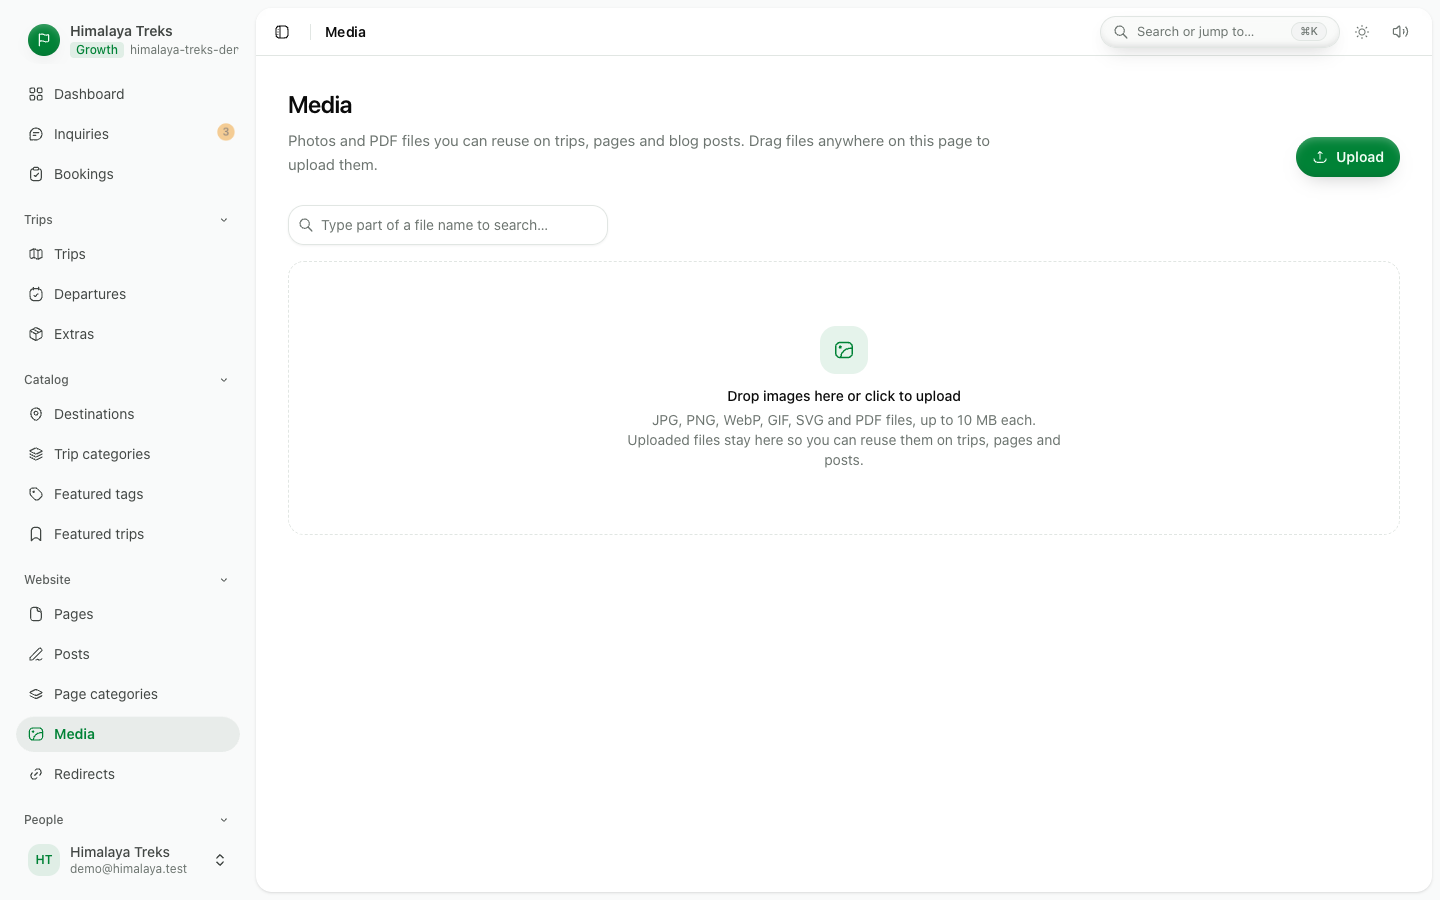 Himalaya Treks
Growth himalaya-treks-der
Dashboard
Inquiries 3
Bookings
Trips
Trips
Departures
Extras
Catalog
Destinations
Trip categories
Featured tags
Featured trips
Website
Pages
Posts
Page categories
Media
Redirects
People
HT
Himalaya Treks
demo@himalaya.test
Media
Search or jump to... ⌘K
Media
Photos and PDF files you can reuse on trips, pages and blog posts. Drag files anywhere on this page to
upload them.
Upload
Type part of a file name to search...
Drop images here or click to upload
JPG, PNG, WebP, GIF, SVG and PDF files, up to 10 MB each.
Uploaded files stay here so you can reuse them on trips, pages and
posts.